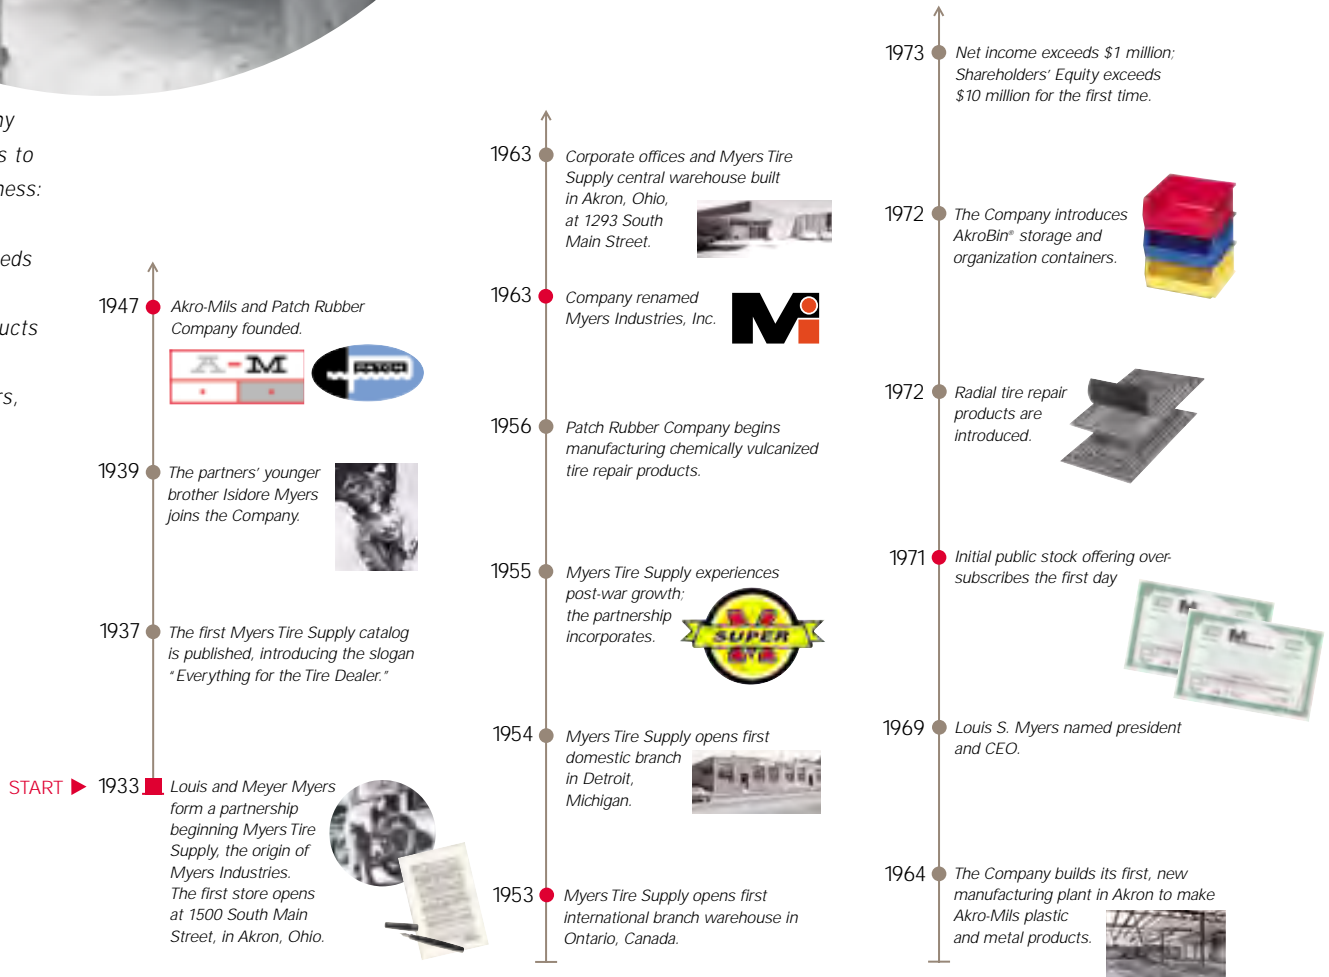 ny
s to
ness:
eds
ucts
rs,
1947
Akro-Mils and Patch Rubber
Company founded.
A-M
PATCH
1939
The partners' younger
brother Isidore Myers
joins the Company.
1937
The first Myers Tire Supply catalog
is published, introducing the slogan
"Everything for the Tire Dealer."
START
1933
Louis and Meyer Myers
form a partnership
beginning Myers Tire
Supply, the origin of
Myers Industries.
The first store opens
at 1500 South Main
Street, in Akron, Ohio.
1963
Corporate offices and Myers Tire
Supply central warehouse built
in Akron, Ohio,
at 1293 South
Main Street.
1963
Company renamed
Myers Industries, Inc.
Mi
1956
Patch Rubber Company begins
manufacturing chemically vulcanized
tire repair products.
1955
Myers Tire Supply experiences
post-war growth;
the partnership
incorporates.
M
SUPER
1954
Myers Tire Supply opens first
domestic branch
in Detroit,
Michigan.
1953
Myers Tire Supply opens first
international branch warehouse in
Ontario, Canada.
1973
Net income exceeds $1 million;
Shareholders' Equity exceeds
$10 million for the first time.
1972
The Company introduces
AkroBin® storage and
organization containers.
1972
Radial tire repair
products are
introduced.
1971
Initial public stock offering over-
subscribes the first day
1969
Louis S. Myers named president
and CEO.
1964
The Company builds its first, new
manufacturing plant in Akron to make
Akro-Mils plastic
and metal products.